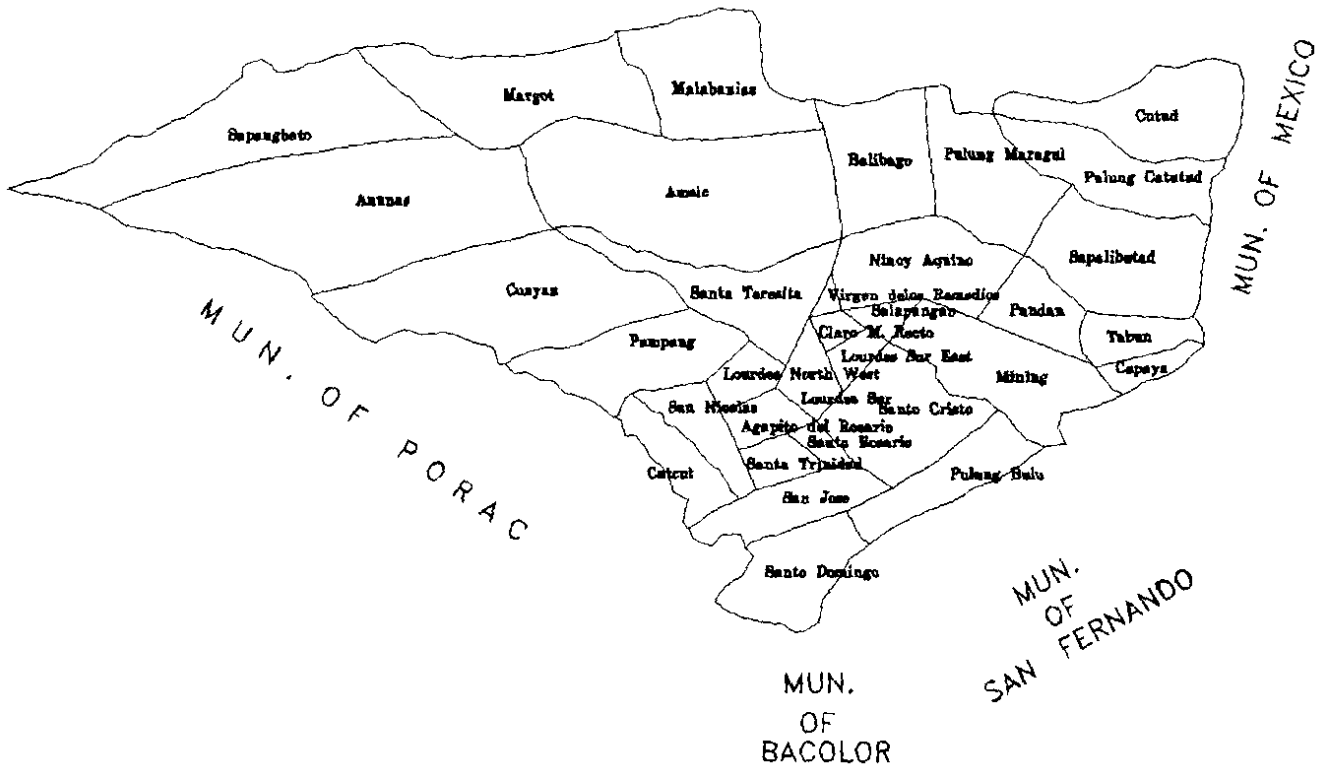 Malabanias
Margot
Cutud
MUN. OF MEXICO
Sapangbato
Balibago
Pulung Maragul
Pulung Cutud
Anunas
Amsic
Ninoy Aquino
Sapalibutad
Cuayan
Santa Teresita
Virgen delos Remedios
Salapungan
Pandan
MUN. OF PORAC
Pampang
Claro M. Recto
Tabun
Lourdes Sur East
Capaya
Lourdes North West
Mining
Lourdes Sur
San Nicolas
Santo Cristo
Agapito del Rosario
Santo Rosario
Santa Trinidad
Cutcut
Pulung Bulu
San Jose
Santo Domingo
MUN.
OF
SAN FERNANDO
MUN.
OF
BACOLOR